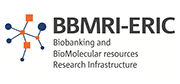 BBMRI-ERIC
Biobanking and
BioMolecular resources
Research Infrastructure